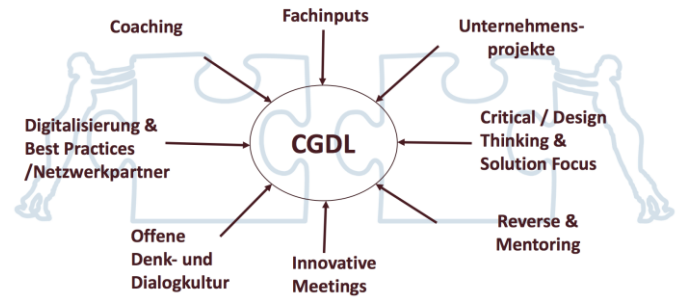 Fachinputs
Coaching
Unternehmens-
projekte
Digitalisierung &
Best Practices
/Netzwerkpartner
CGDL
Critical / Design
Thinking &
Solution Focus
Offene
Denk- und
Dialogkultur
Innovative
Meetings
Reverse &
Mentoring